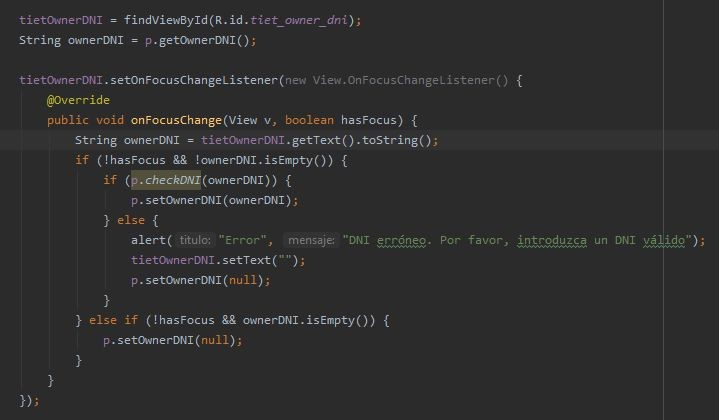 tietOwnerDNI = findViewById(R.id.tiet_owner_dni);
String ownerDNI = p.getOwnerDNI();
tietOwnerDNI.setOnFocusChangeListener(new View.OnFocusChangeListener() {
@Override
public void onFocusChange(View v, boolean hasFocus) {
String ownerDNI = tietOwnerDNI.getText().toString();
if (!hasFocus && !ownerDNI.isEmpty()) {
if (p.checkDNI(ownerDNI)) {
p.setOwnerDNI(ownerDNI);
} else {
alert( titulo: "Error", mensaje: "DNI erróneo. Por favor, introduzca un DNI válido");
tietOwnerDNI.setText("");
p.setOwnerDNI(null);
}
} else if (!hasFocus && ownerDNI.isEmpty()) {
p.setOwnerDNI(null);
}
}
});